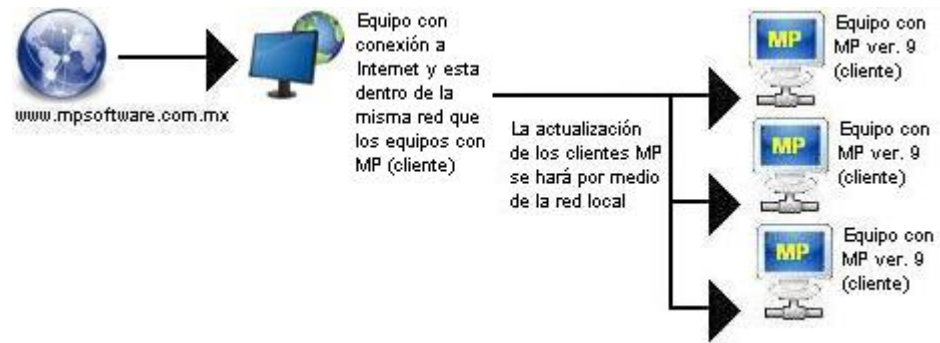 www.mpsoftware.com.mx
Equipo con
conexión a
Internet y esta
dentro de la
misma red que
los equipos con
MP (cliente)
La actualización
de los clientes MP
se hará por medio
de la red local
MP
Equipo con
MP ver. 9
(cliente)
MP
Equipo con
MP ver. 9
(cliente)
MP
Equipo con
MP ver. 9
(cliente)